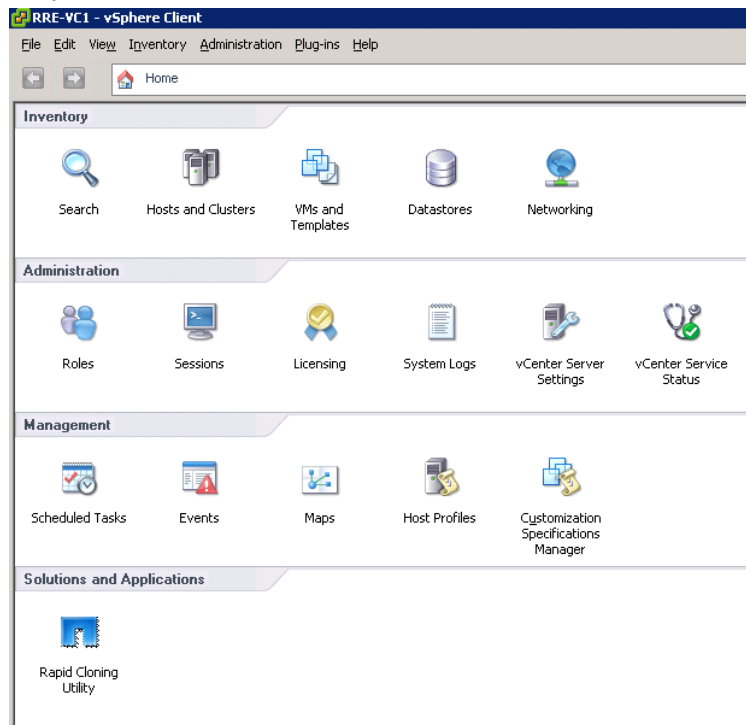 RRE-VC1 - vSphere Client
File Edit View Inventory Administration Plug-ins Help
Home
Inventory
Search Hosts and Clusters VMs and Templates Datastores Networking
Administration
Roles Sessions Licensing System Logs vCenter Server Settings vCenter Service Status
Management
Scheduled Tasks Events Maps Host Profiles Customization Specifications Manager
Solutions and Applications
Rapid Cloning Utility